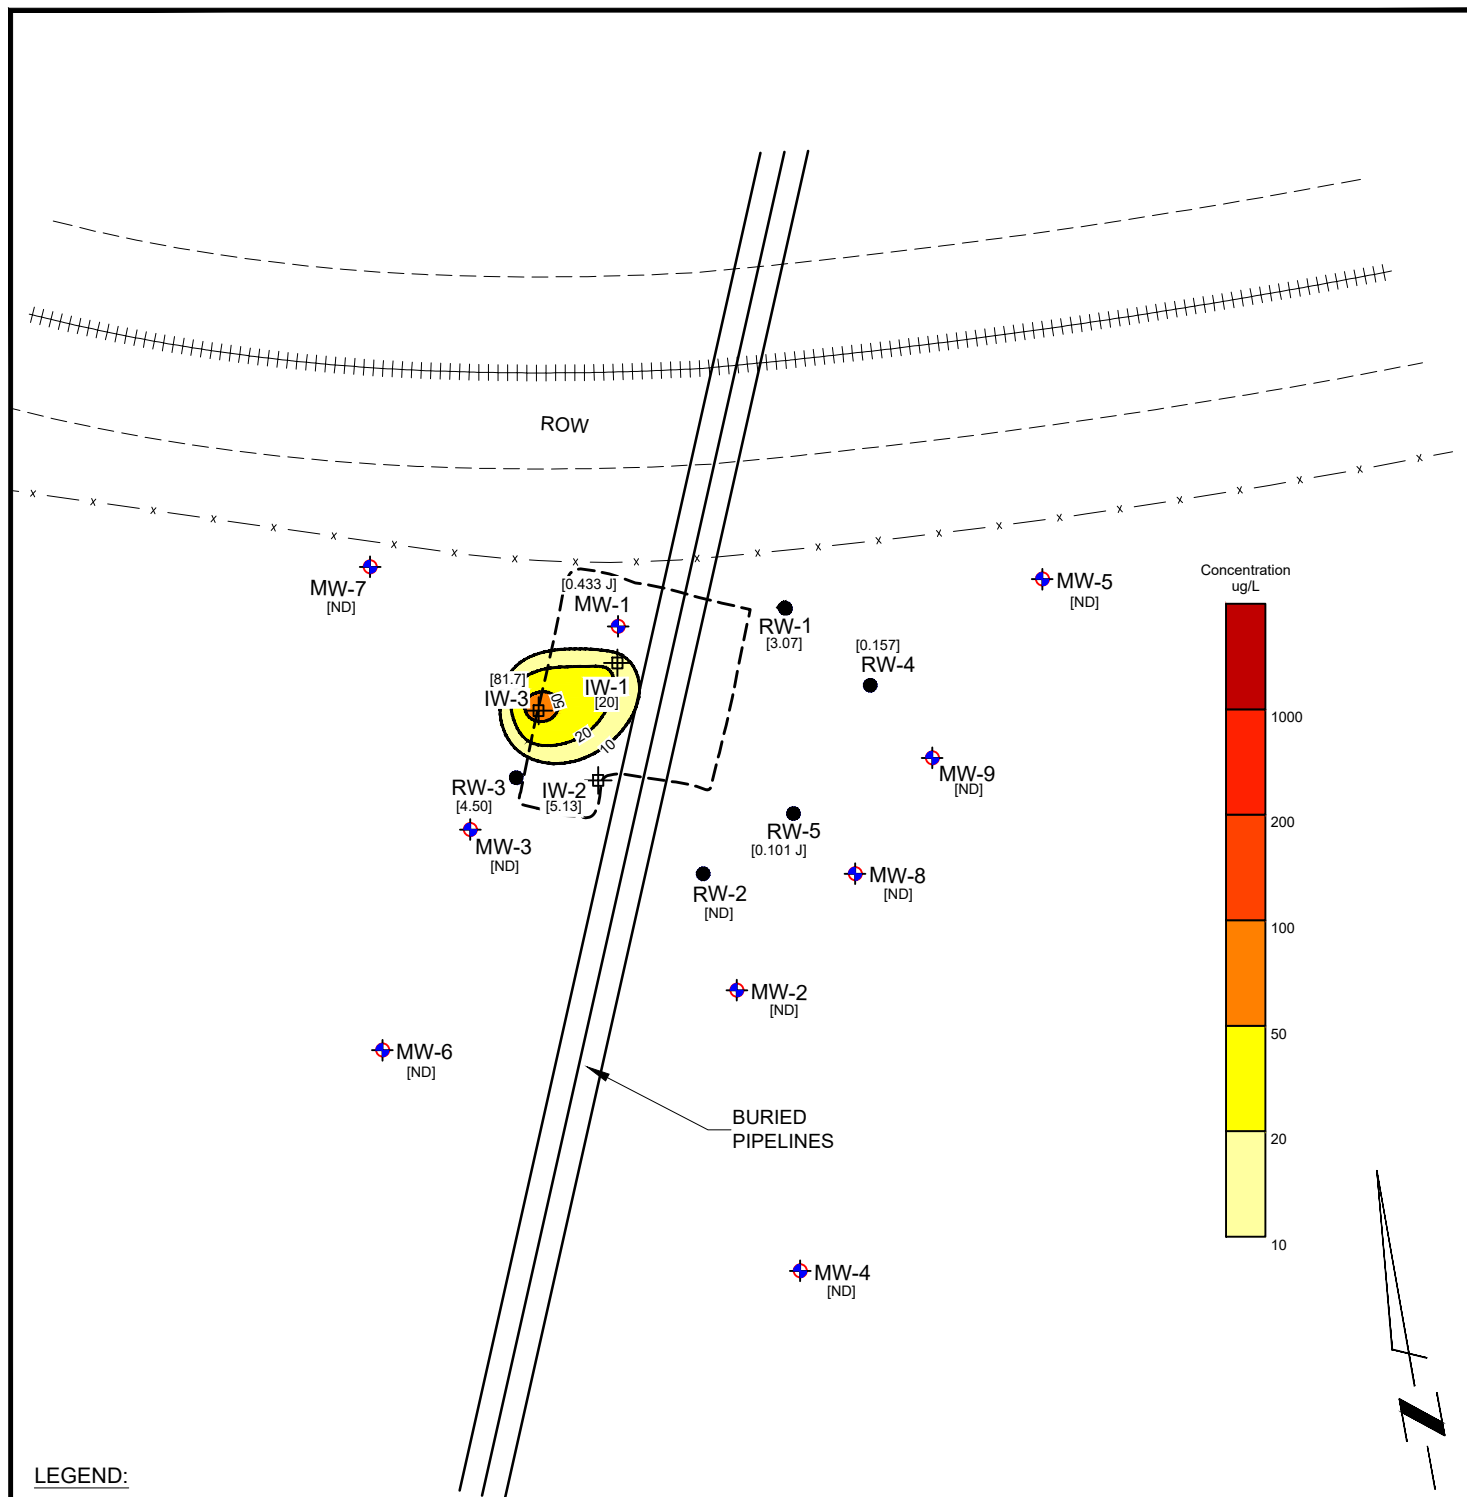 ROW
MW-7
[ND]
[0.433 J]
MW-1
RW-1
[3.07]
[0.157]
RW-4
MW-5
[ND]
Concentration
ug/L
1000
200
100
50
20
10
[81.7]
IW-3
IW-1
[20]
50
20
10
RW-3
[4.50]
IW-2
[5.13]
MW-3
[ND]
MW-9
[ND]
RW-5
[0.101 J]
MW-8
[ND]
RW-2
[ND]
MW-2
[ND]
MW-6
[ND]
BURIED
PIPELINES
MW-4
[ND]
N
LEGEND: